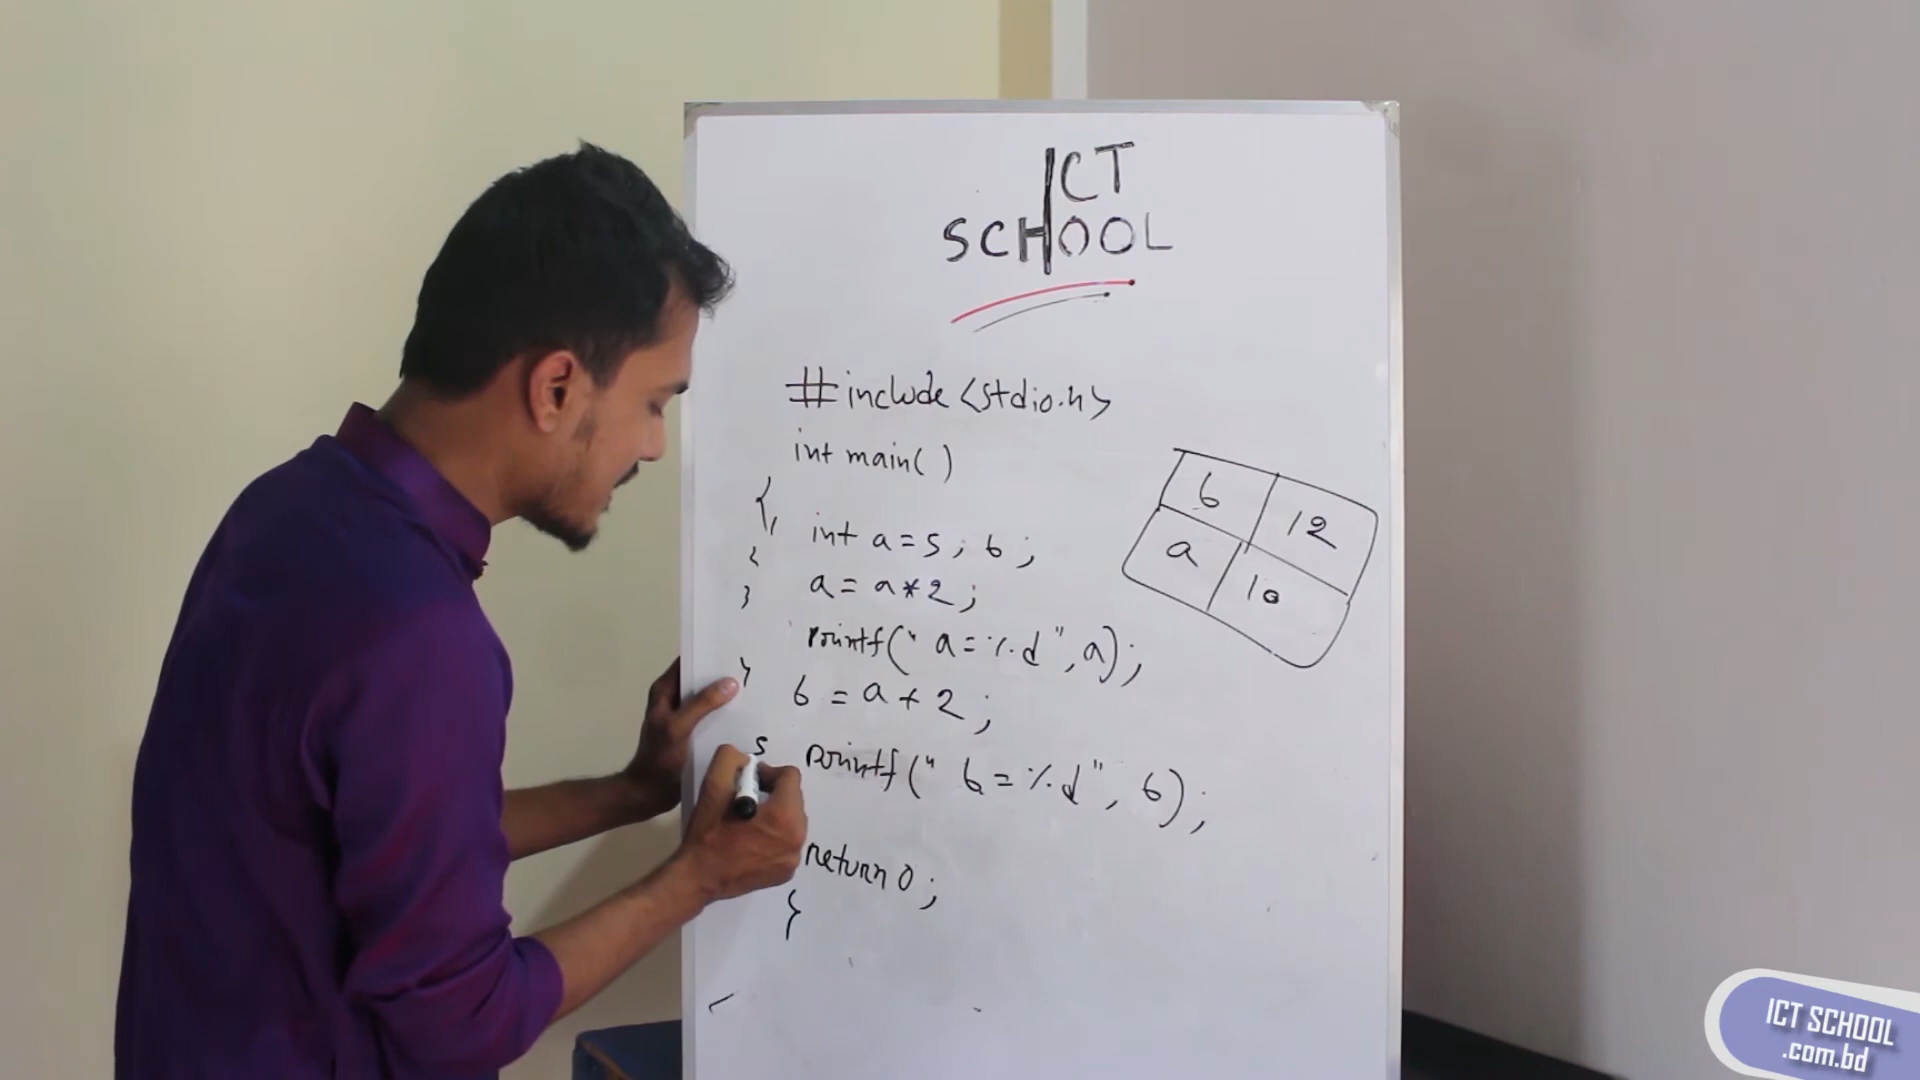 ICT
SCHOOL
#include <stdio.h>
int main( )
{
int a = 5 ; b ;
a = a * 2 ;
printf(" a = %d ", a);
b = a + 2 ;
5 printf(" b = %d ", b);
return 0 ;
}
b 12
a 10
ICT SCHOOL
.com.bd